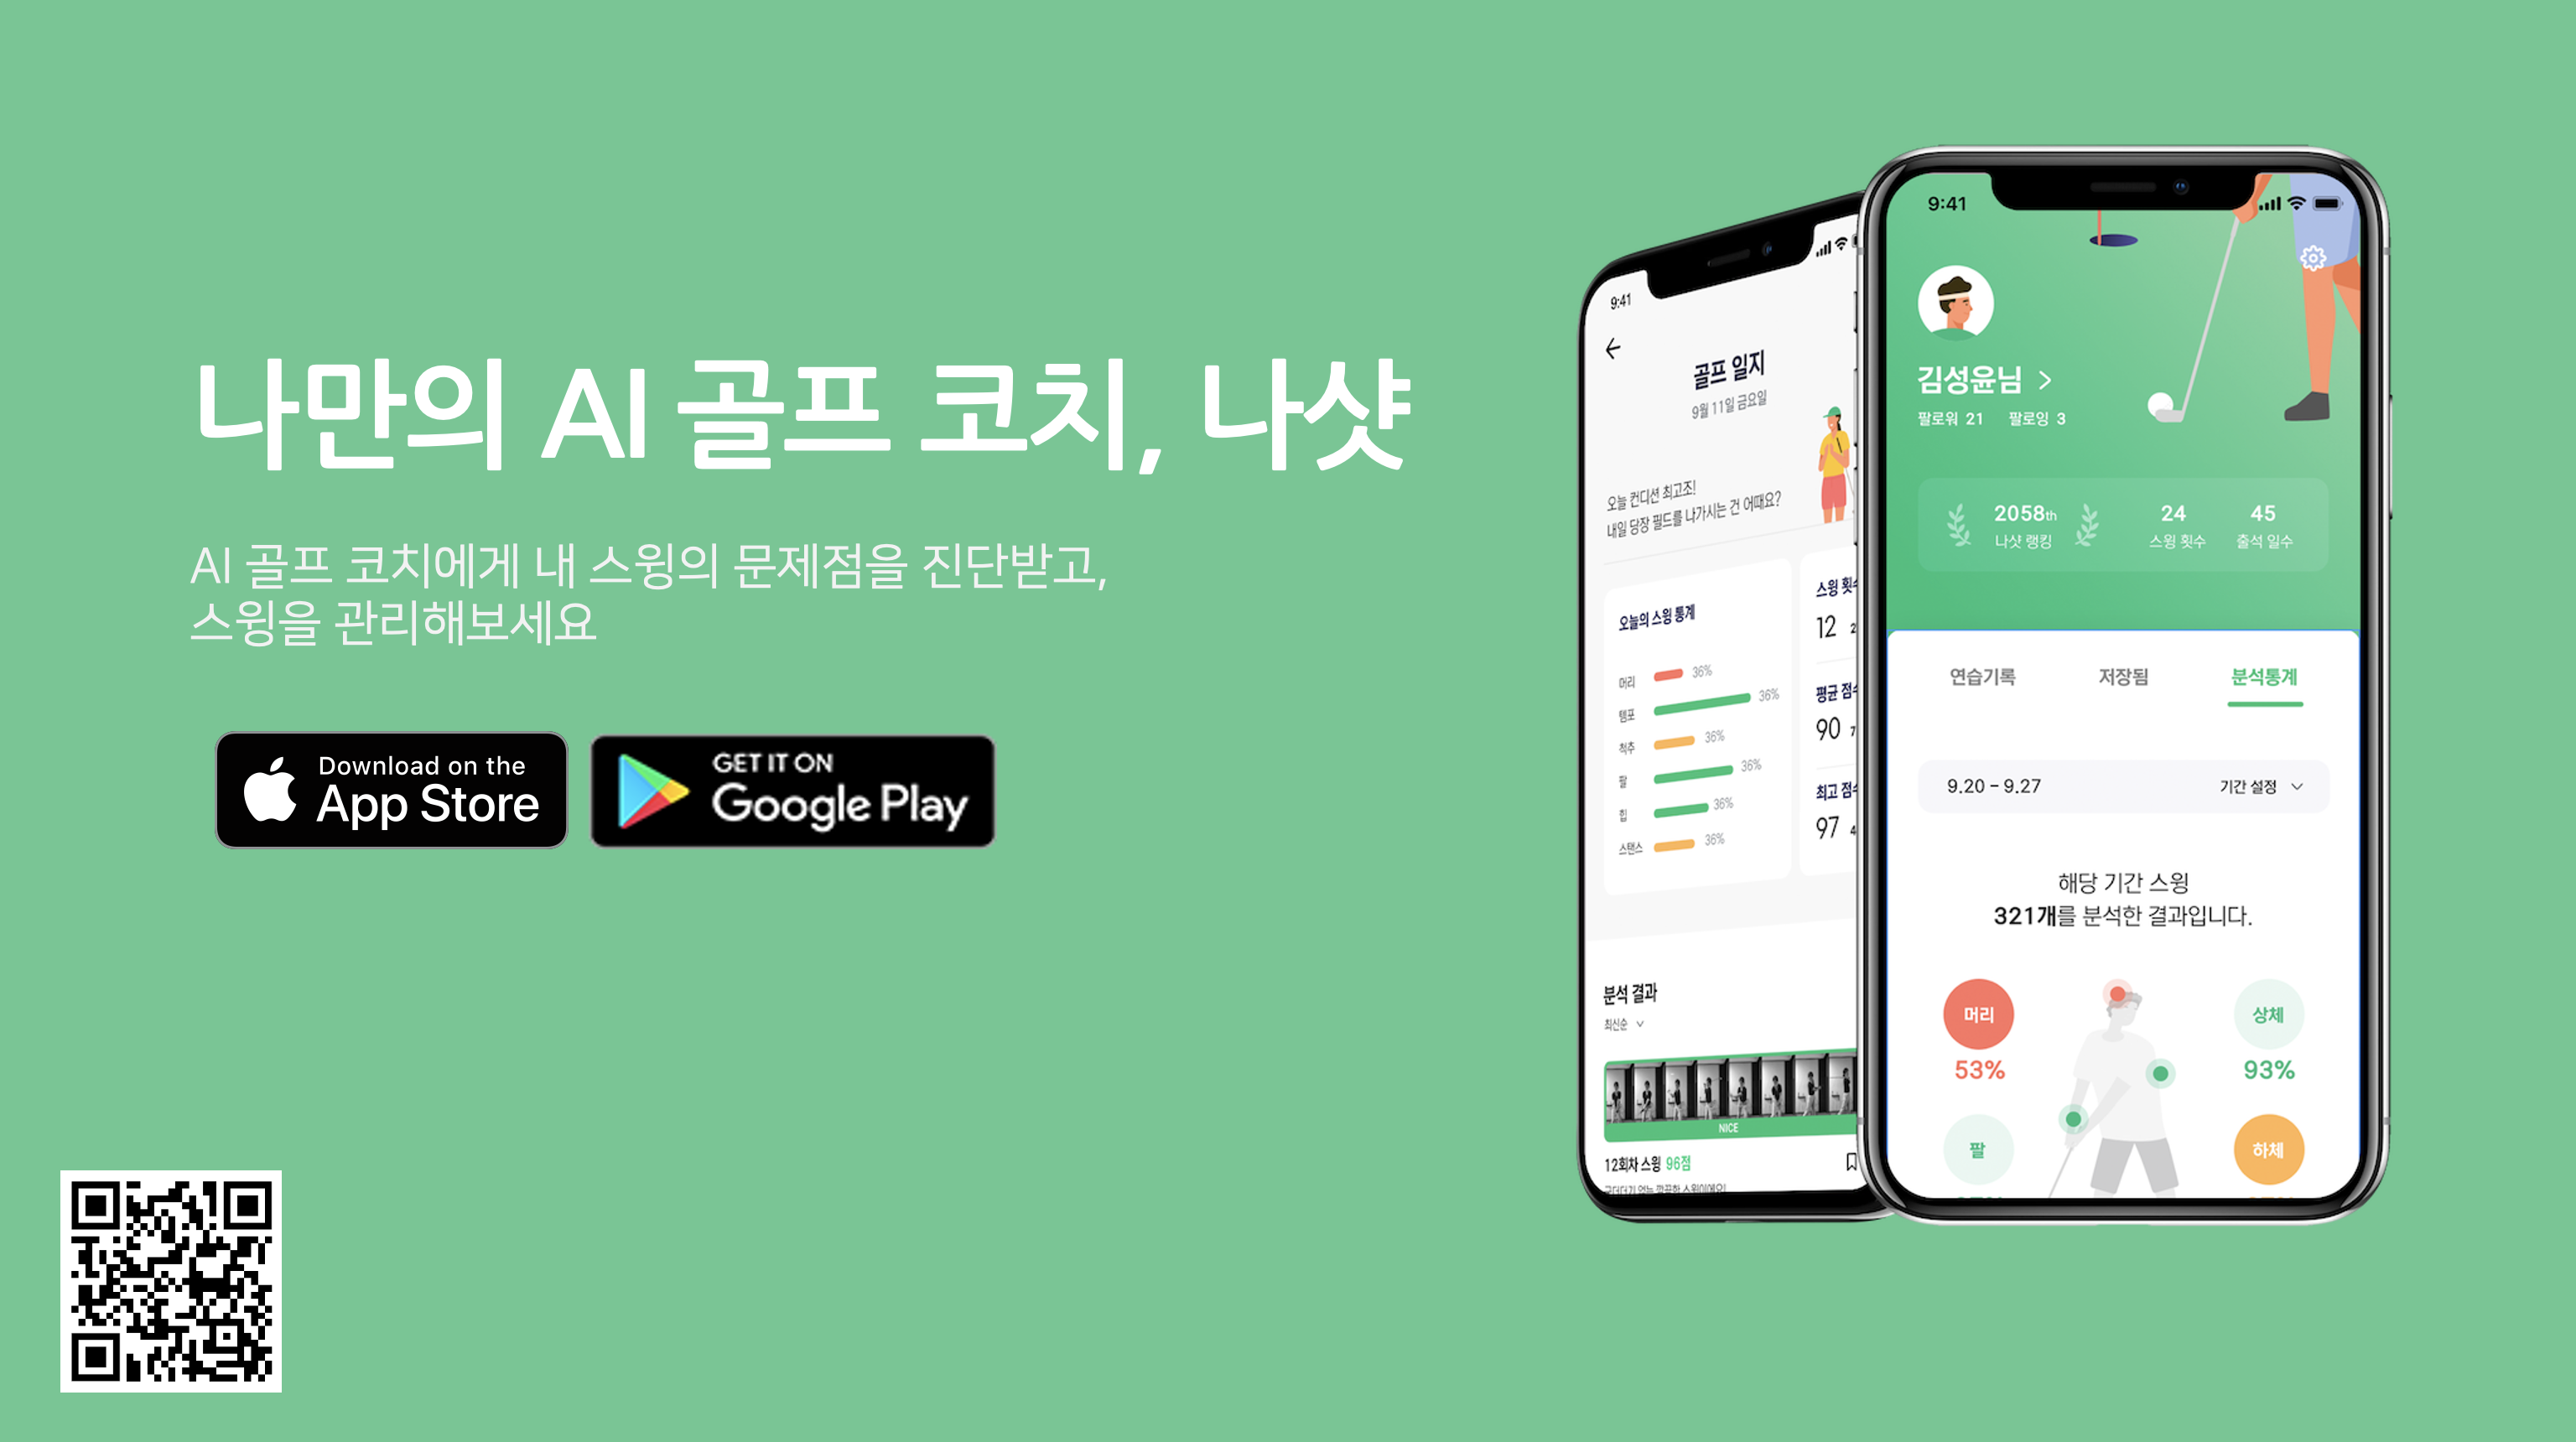 나만의 AI 골프 코치, 나샷
AI 골프 코치에게 내 스윙의 문제점을 진단받고,
스윙을 관리해보세요
Download on the
App Store
GET IT ON
Google Play
9:41
골프 일지
9월 11일 금요일
오늘 컨디션 최고조!
내일 당장 필드를 나가시는 건 어때요?
오늘의 스윙 통계
머리 36%
템포 36%
척추 36%
팔 36%
힙 36%
스탠스 36%
스윙 횟수
12
평균 점수
90
최고 점수
97
분석 결과
최신순
NICE
12회차 스윙 96점
9:41
김성윤님
팔로워 21 팔로잉 3
2058th 24 45
나샷 랭킹 스윙 횟수 출석 일수
연습기록 저장됨 분석통계
9.20 - 9.27 기간 설정
해당 기간 스윙
321개를 분석한 결과입니다.
머리 상체
53% 93%
팔 하체